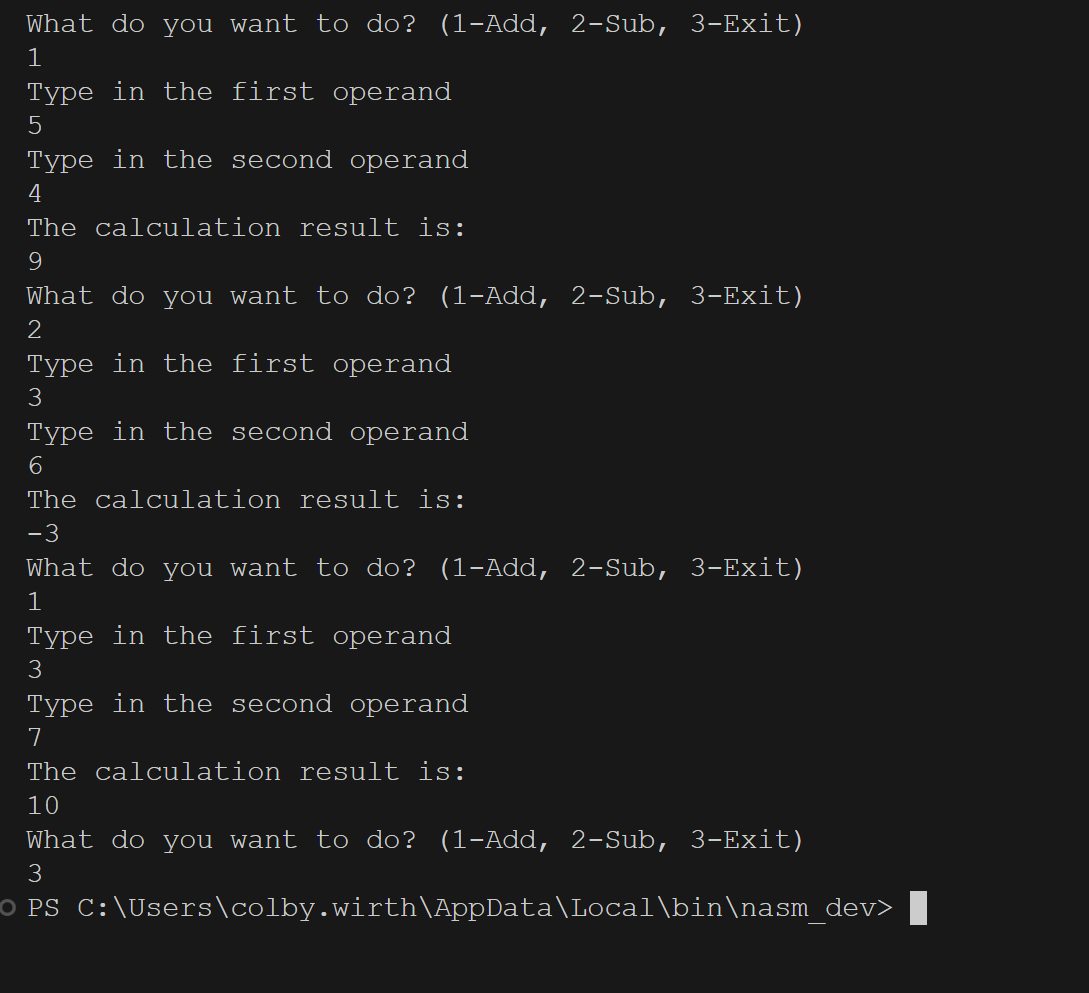 What do you want to do? (1-Add, 2-Sub, 3-Exit)
1
Type in the first operand
5
Type in the second operand
4
The calculation result is:
9
What do you want to do? (1-Add, 2-Sub, 3-Exit)
2
Type in the first operand
3
Type in the second operand
6
The calculation result is:
-3
What do you want to do? (1-Add, 2-Sub, 3-Exit)
1
Type in the first operand
3
Type in the second operand
7
The calculation result is:
10
What do you want to do? (1-Add, 2-Sub, 3-Exit)
3
PS C:\Users\colby.wirth\AppData\Local\bin\nasm_dev>